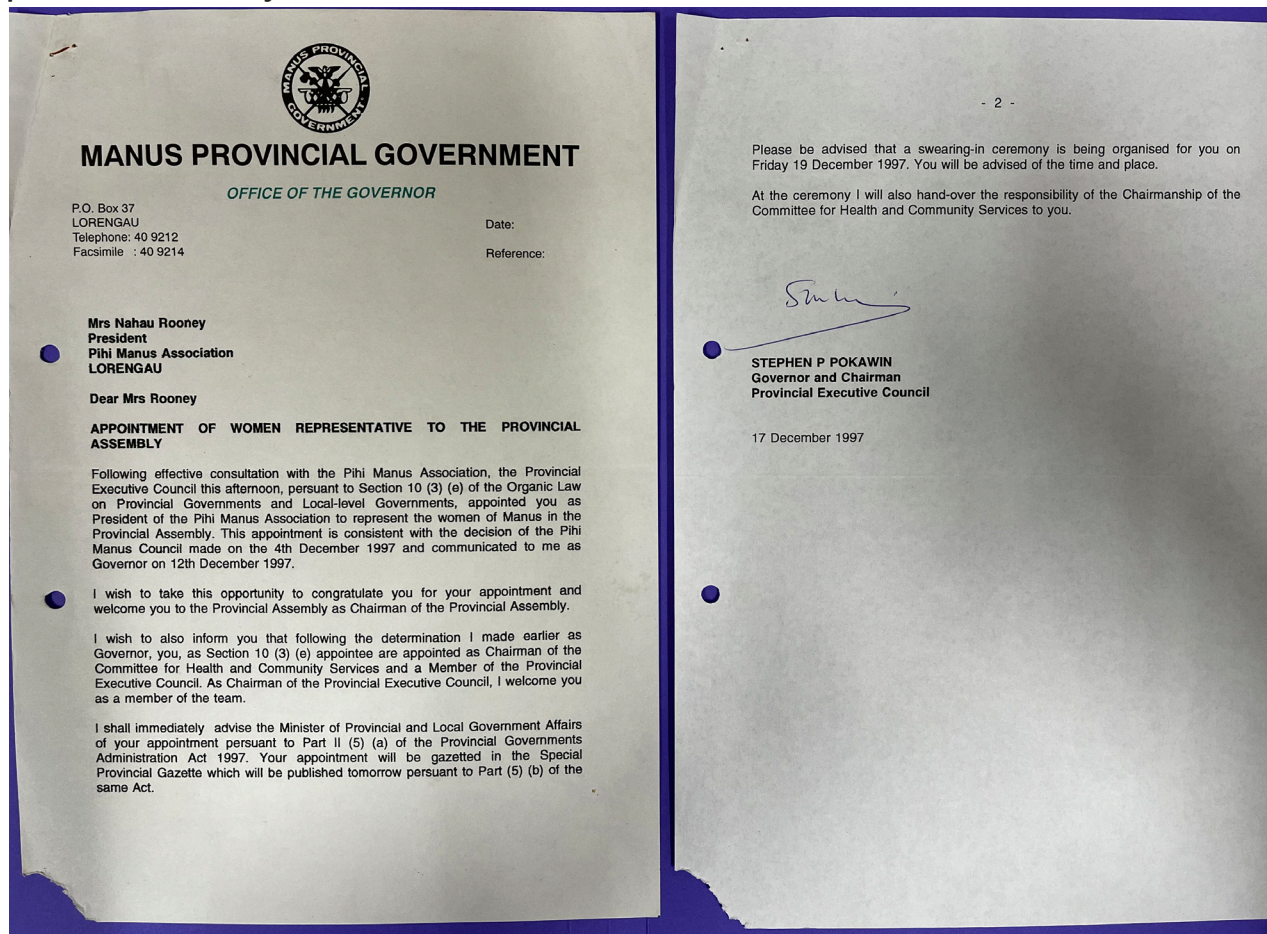 MANUS PROVINCIAL
GOVERNMENT
MANUS PROVINCIAL GOVERNMENT
OFFICE OF THE GOVERNOR
P.O. Box 37
LORENGAU
Telephone: 40 9212
Facsimile : 40 9214
Date:
Reference:
Mrs Nahau Rooney
President
Pihi Manus Association
LORENGAU
Dear Mrs Rooney
APPOINTMENT OF WOMEN REPRESENTATIVE TO THE PROVINCIAL
ASSEMBLY
Following effective consultation with the Pihi Manus Association, the Provincial
Executive Council this afternoon, pursuant to Section 10 (3) (e) of the Organic Law
on Provincial Governments and Local-level Governments, appointed you as
President of the Pihi Manus Association to represent the women of Manus in the
Provincial Assembly. This appointment is consistent with the decision of the Pihi
Manus Council made on the 4th December 1997 and communicated to me as
Governor on 12th December 1997.
I wish to take this opportunity to congratulate you for your appointment and
welcome you to the Provincial Assembly as Chairman of the Provincial Assembly.
I wish to also inform you that following the determination I made earlier as
Governor, you, as Section 10 (3) (e) appointee are appointed as Chairman of the
Committee for Health and Community Services and a Member of the Provincial
Executive Council. As Chairman of the Provincial Executive Council, I welcome you
as a member of the team.
I shall immediately advise the Minister of Provincial and Local Government Affairs
of your appointment persuant to Part II (5) (a) of the Provincial Governments
Administration Act 1997. Your appointment will be gazetted in the Special
Provincial Gazette which will be published tomorrow persuant to Part (5) (b) of the
same Act.
- 2 -
Please be advised that a swearing-in ceremony is being organised for you on
Friday 19 December 1997. You will be advised of the time and place.
At the ceremony I will also hand-over the responsibility of the Chairmanship of the
Committee for Health and Community Services to you.
STEPHEN P POKAWIN
Governor and Chairman
Provincial Executive Council
17 December 1997